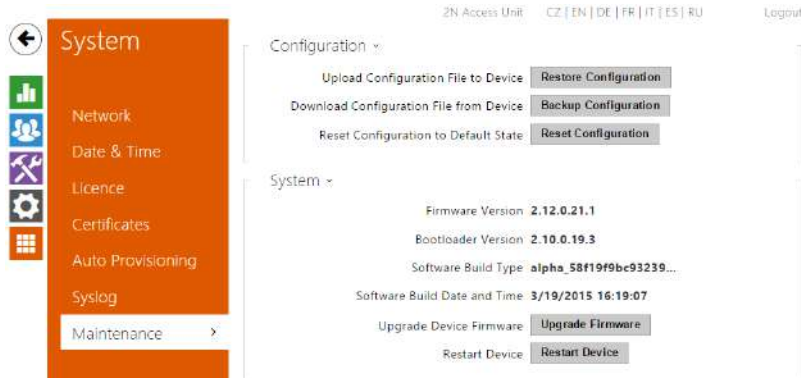 2N Access Unit CZ | EN | DE | FR | IT | ES | RU Logout
System
Network
Date & Time
Licence
Certificates
Auto Provisioning
Syslog
Maintenance
Configuration
Upload Configuration File to Device Restore Configuration
Download Configuration File from Device Backup Configuration
Reset Configuration to Default State Reset Configuration
System
Firmware Version 2.12.0.21.1
Bootloader Version 2.10.0.19.3
Software Build Type alpha_58f19f9bc93239...
Software Build Date and Time 3/19/2015 16:19:07
Upgrade Device Firmware Upgrade Firmware
Restart Device Restart Device